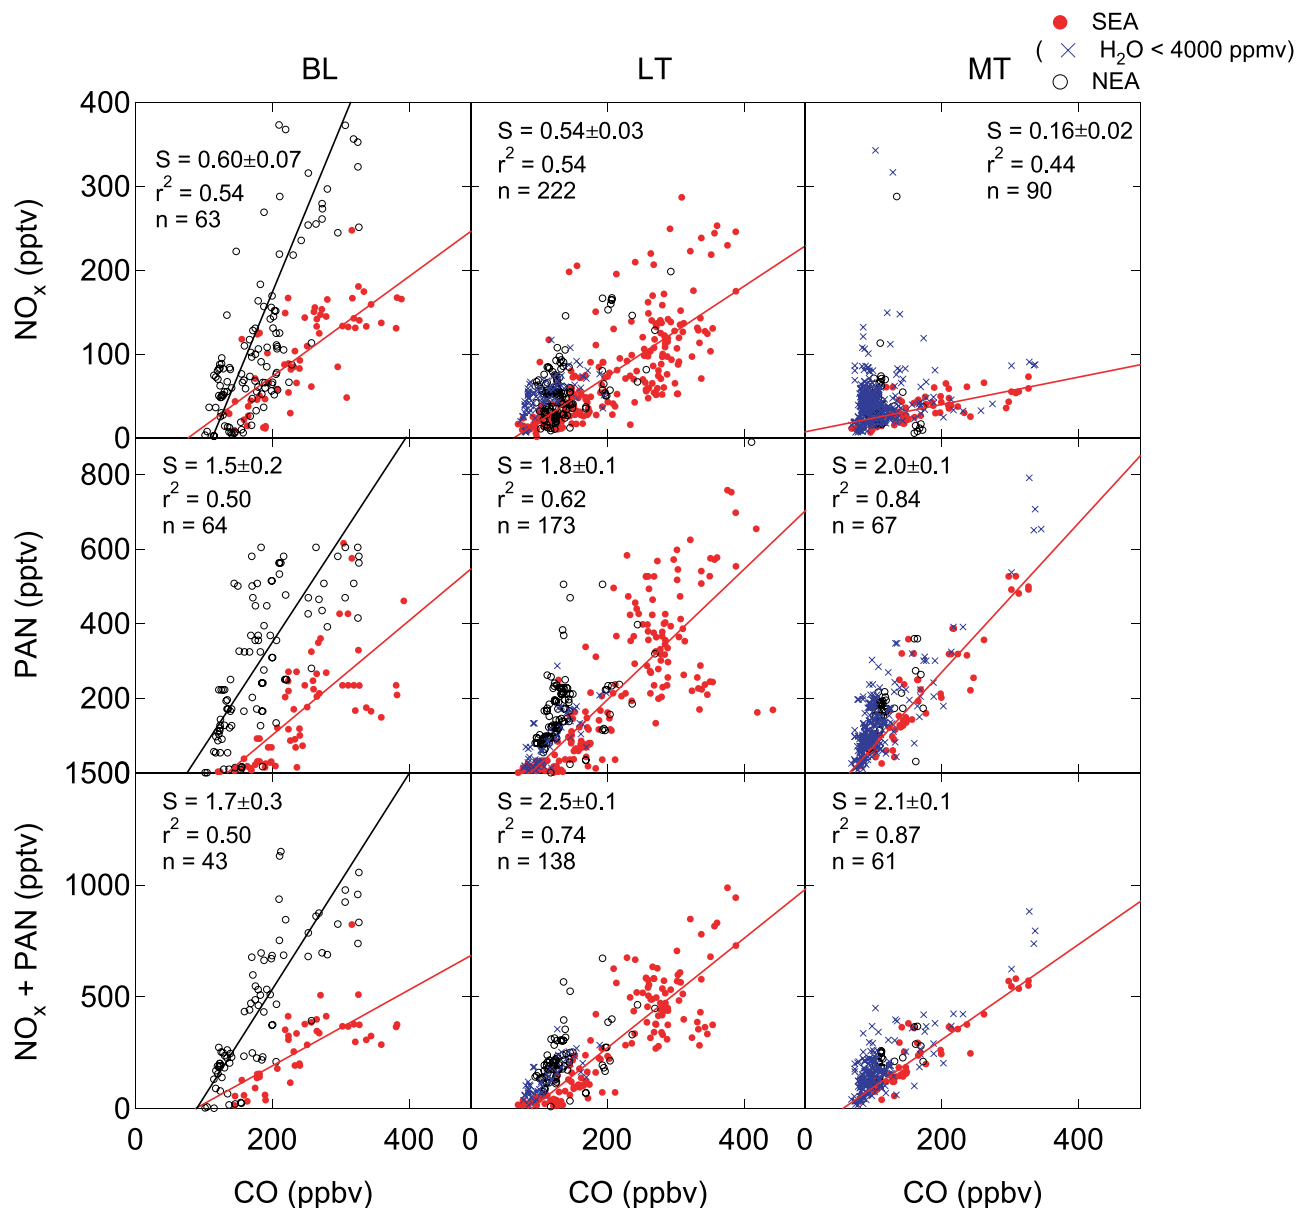 SEA
( H₂O < 4000 ppmv)
NEA
BL LT MT
NOₓ (pptv)
400
300
200
100
0
S = 0.60±0.07
r² = 0.54
n = 63
S = 0.54±0.03
r² = 0.54
n = 222
S = 0.16±0.02
r² = 0.44
n = 90
PAN (pptv)
800
600
400
200
S = 1.5±0.2
r² = 0.50
n = 64
S = 1.8±0.1
r² = 0.62
n = 173
S = 2.0±0.1
r² = 0.84
n = 67
NOₓ + PAN (pptv)
1500
1000
500
0
S = 1.7±0.3
r² = 0.50
n = 43
S = 2.5±0.1
r² = 0.74
n = 138
S = 2.1±0.1
r² = 0.87
n = 61
0 200 400 0 200 400 0 200 400
CO (ppbv) CO (ppbv) CO (ppbv)